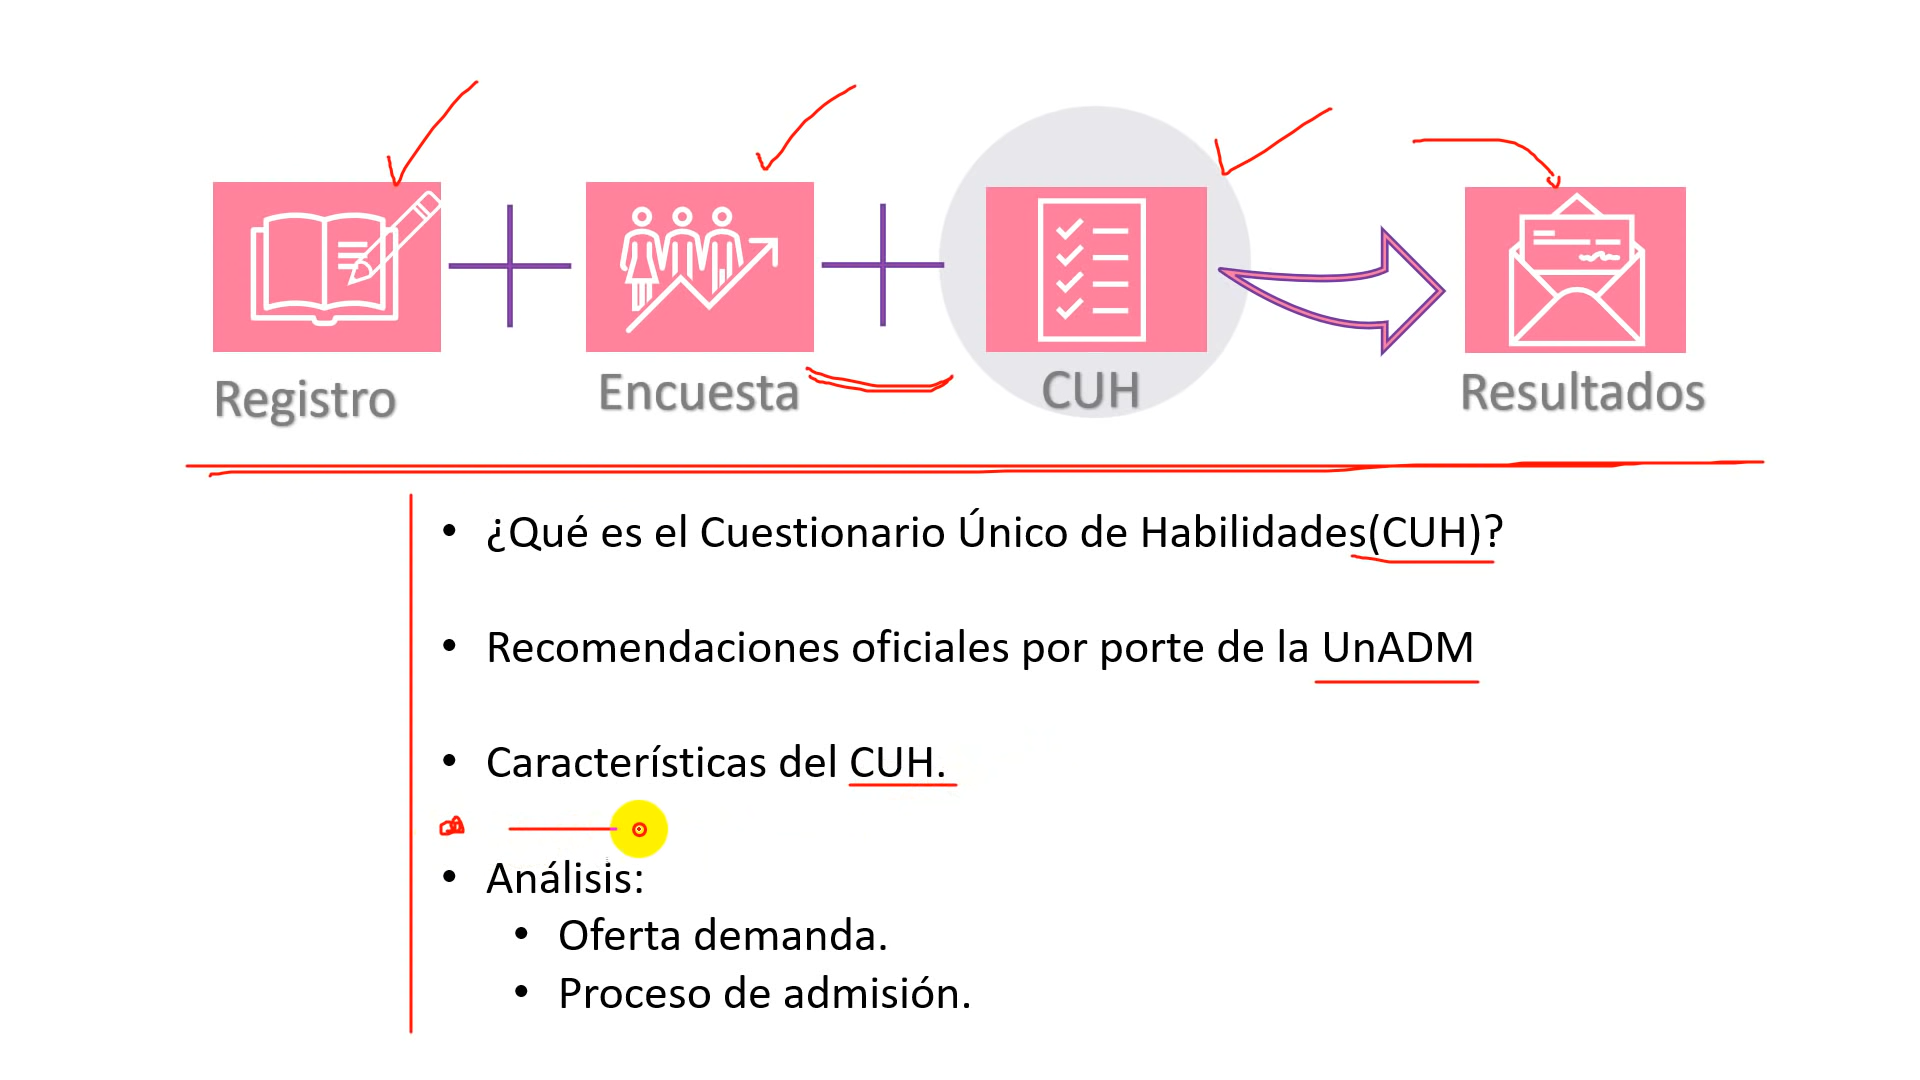 Registro
Encuesta
CUH
Resultados
• ¿Qué es el Cuestionario Único de Habilidades(CUH)?
• Recomendaciones oficiales por porte de la UnADM
• Características del CUH.
• Análisis:
• Oferta demanda.
• Proceso de admisión.